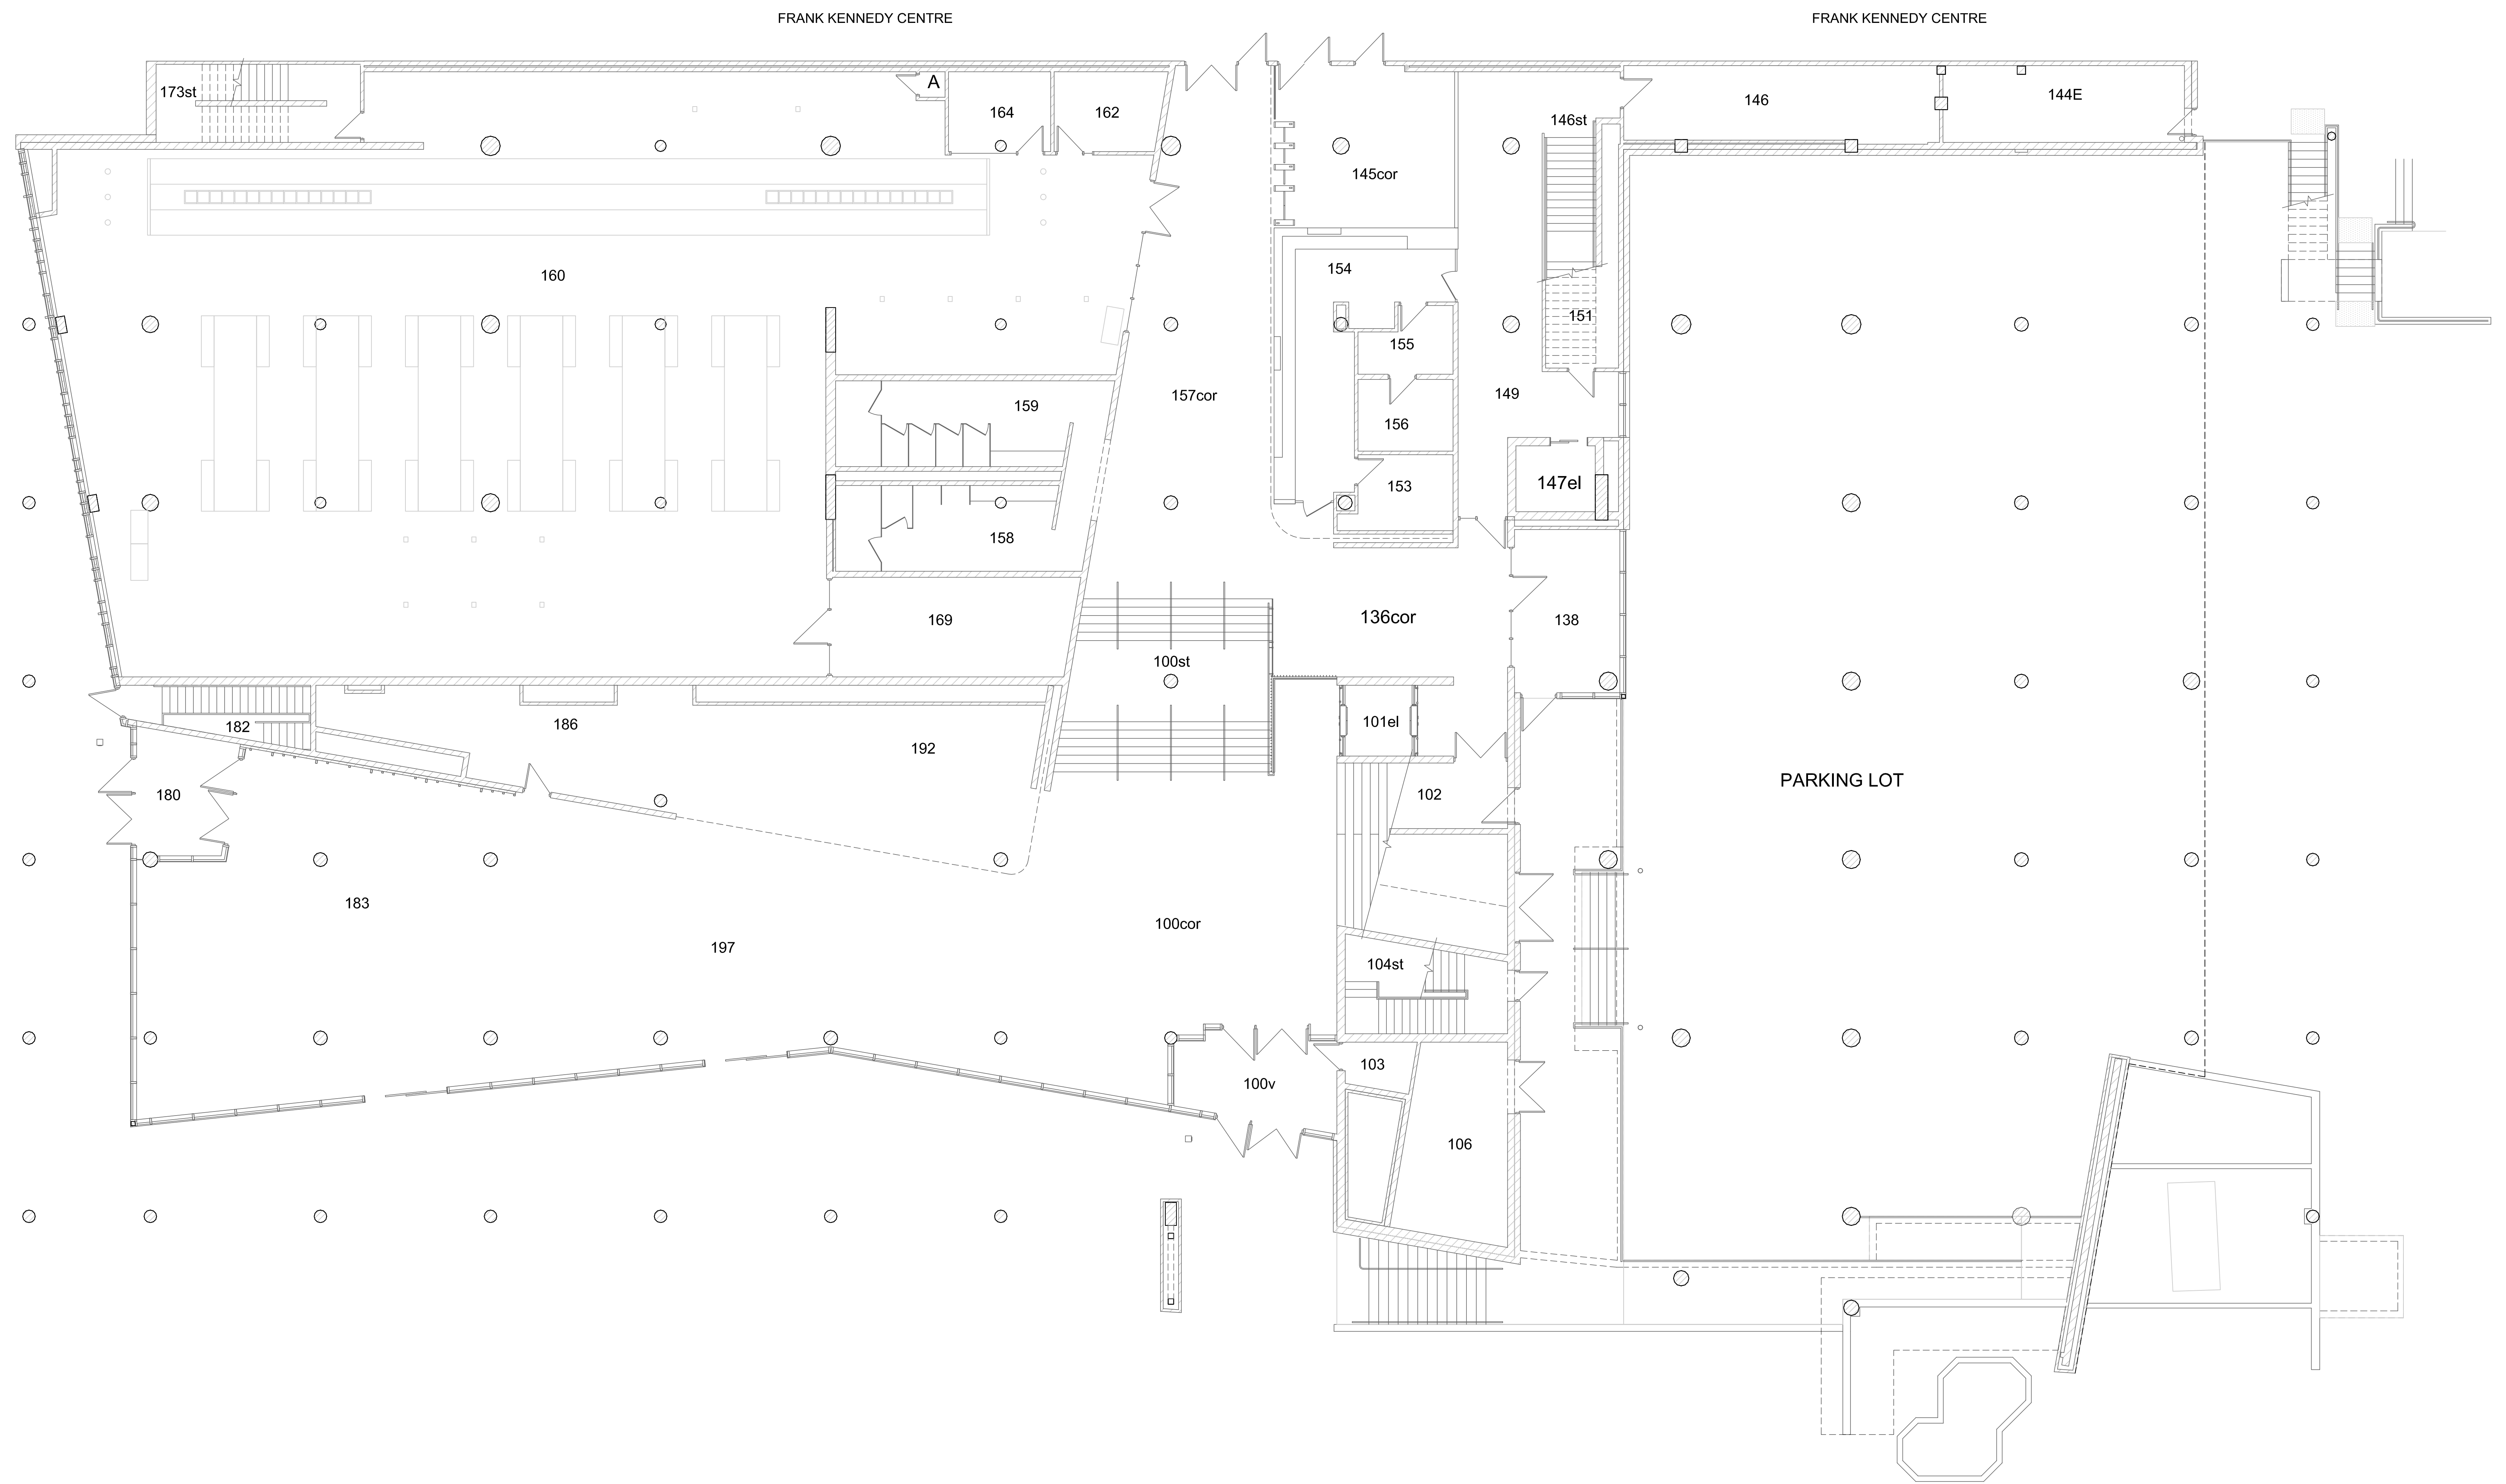 FRANK KENNEDY CENTRE
FRANK KENNEDY CENTRE
173st
A
164
162
146st
146
144E
145cor
160
154
151
155
157cor
159
149
156
147el
153
158
169
136cor
138
100st
182
186
192
101el
180
102
PARKING LOT
183
197
100cor
104st
103
100v
106